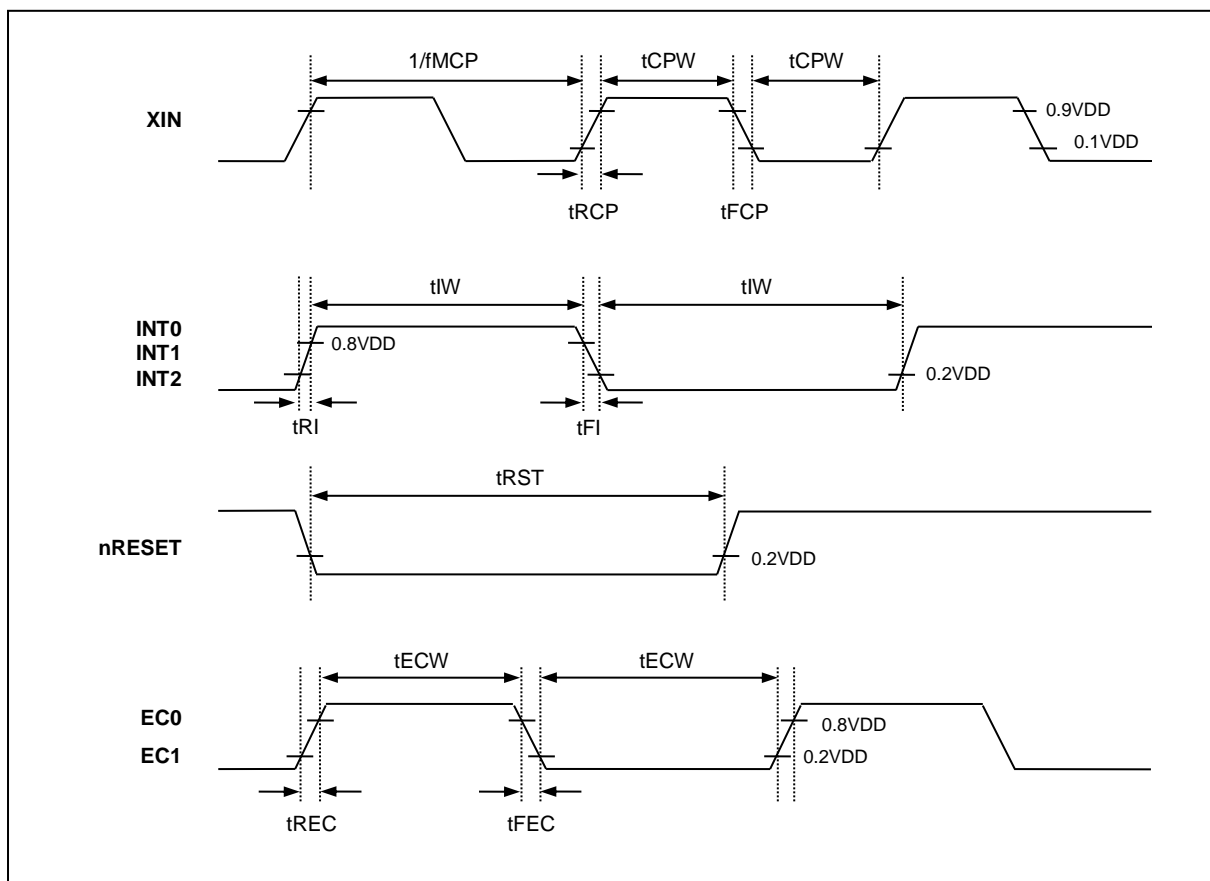 1/fMCP
tCPW
tCPW
XIN
0.9VDD
0.1VDD
tRCP
tFCP
tIW
tIW
INT0
INT1
INT2
0.8VDD
0.2VDD
tRI
tFI
tRST
nRESET
0.2VDD
tECW
tECW
EC0
EC1
0.8VDD
0.2VDD
tREC
tFEC